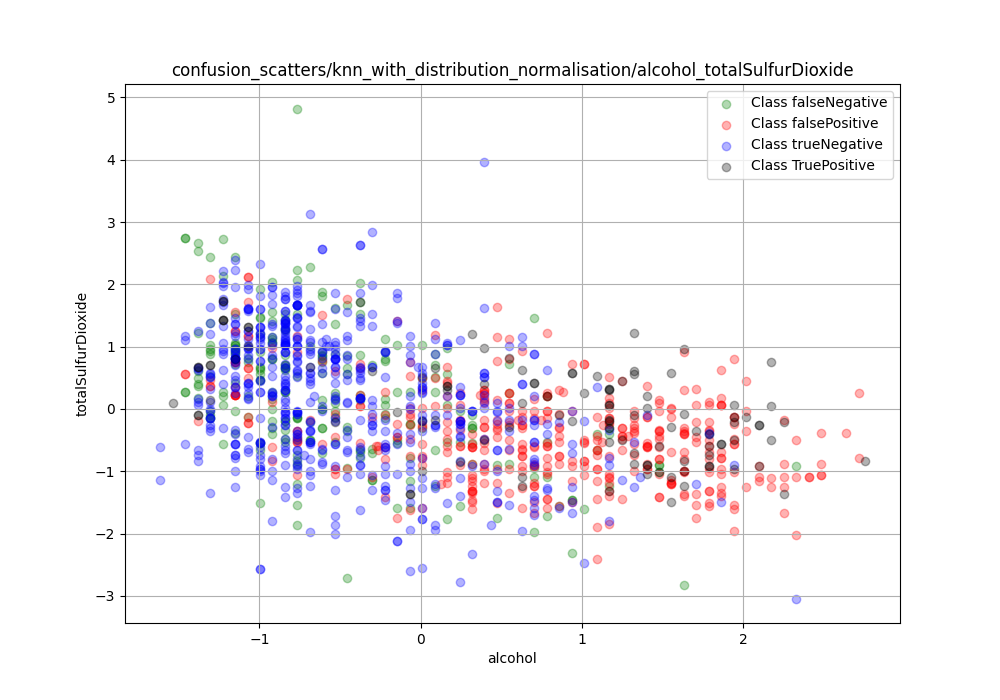 confusion_scatters/knn_with_distribution_normalisation/alcohol_totalSulfurDioxide
Class falseNegative
Class falsePositive
Class trueNegative
Class TruePositive
5
4
3
2
1
0
−1
−2
−3
totalSulfurDioxide
−1
0
1
2
alcohol